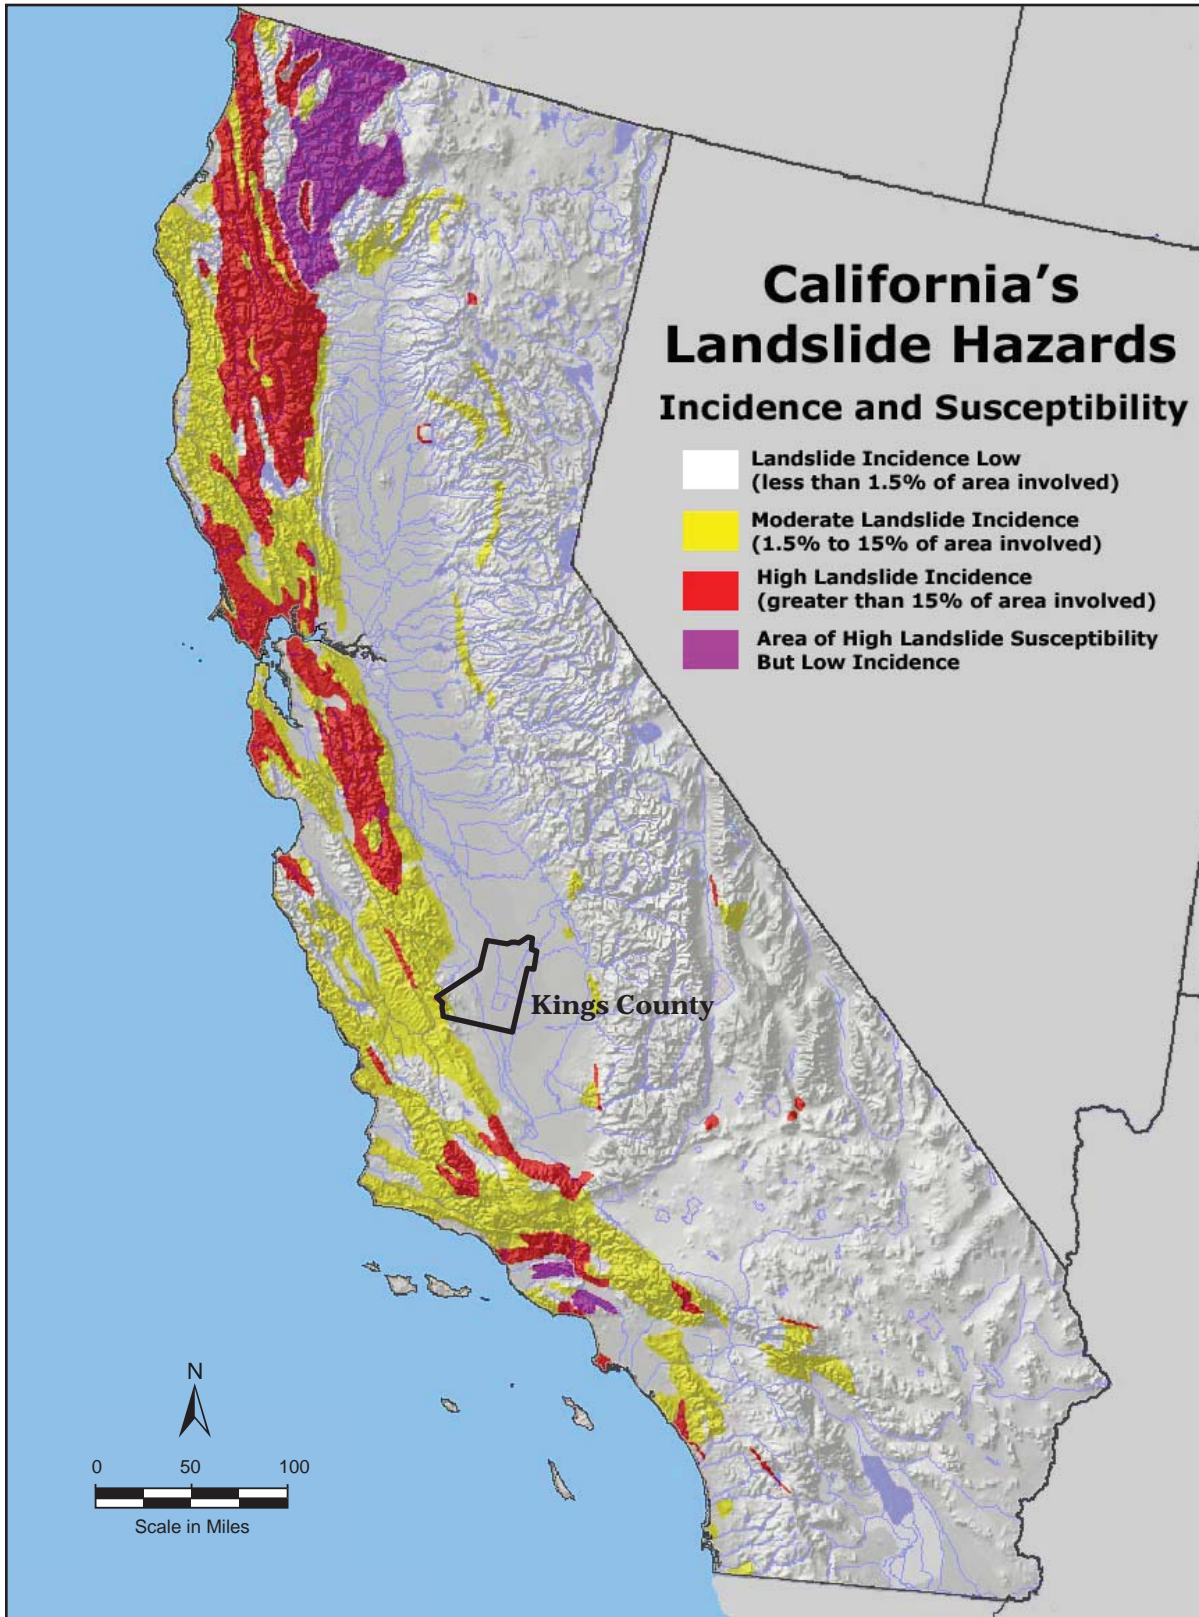 California's
Landslide Hazards
Incidence and Susceptibility
Landslide Incidence Low
(less than 1.5% of area involved)
Moderate Landslide Incidence
(1.5% to 15% of area involved)
High Landslide Incidence
(greater than 15% of area involved)
Area of High Landslide Susceptibility
But Low Incidence
Kings County
N
0 50 100
Scale in Miles